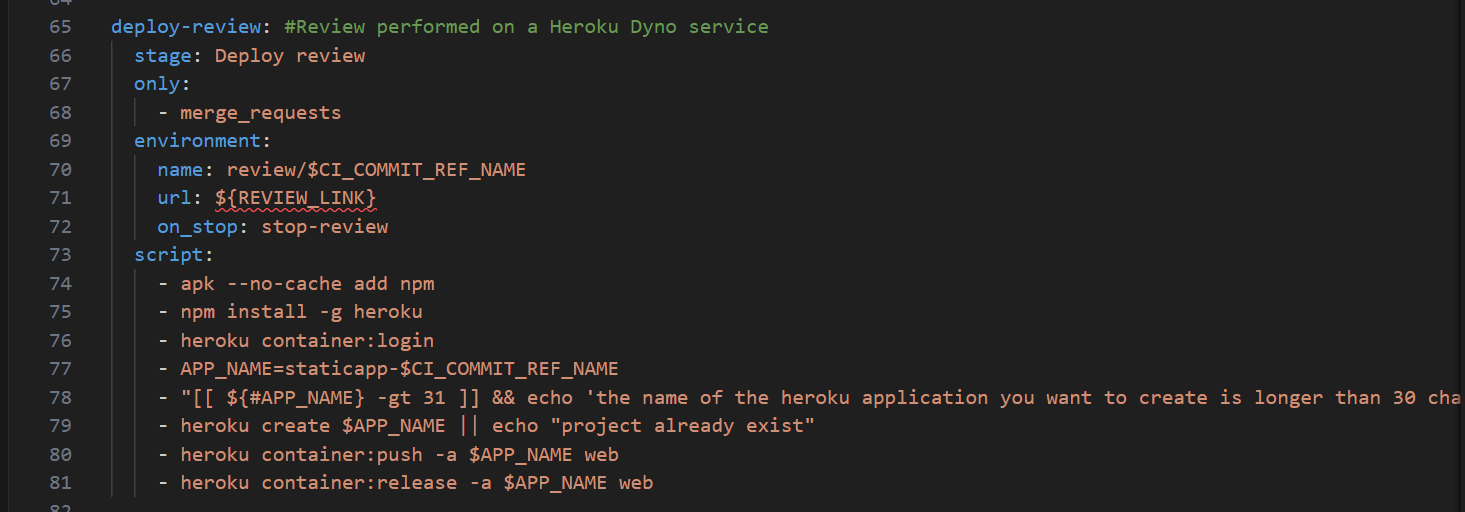 65 deploy-review: #Review performed on a Heroku Dyno service
66 stage: Deploy review
67 only:
68 - merge_requests
69 environment:
70 name: review/$CI_COMMIT_REF_NAME
71 url: ${REVIEW_LINK}
72 on_stop: stop-review
73 script:
74 - apk --no-cache add npm
75 - npm install -g heroku
76 - heroku container:login
77 - APP_NAME=staticapp-$CI_COMMIT_REF_NAME
78 - "[[ ${#APP_NAME} -gt 31 ]] && echo 'the name of the heroku application you want to create is longer than 30 cha
79 - heroku create $APP_NAME || echo "project already exist"
80 - heroku container:push -a $APP_NAME web
81 - heroku container:release -a $APP_NAME web